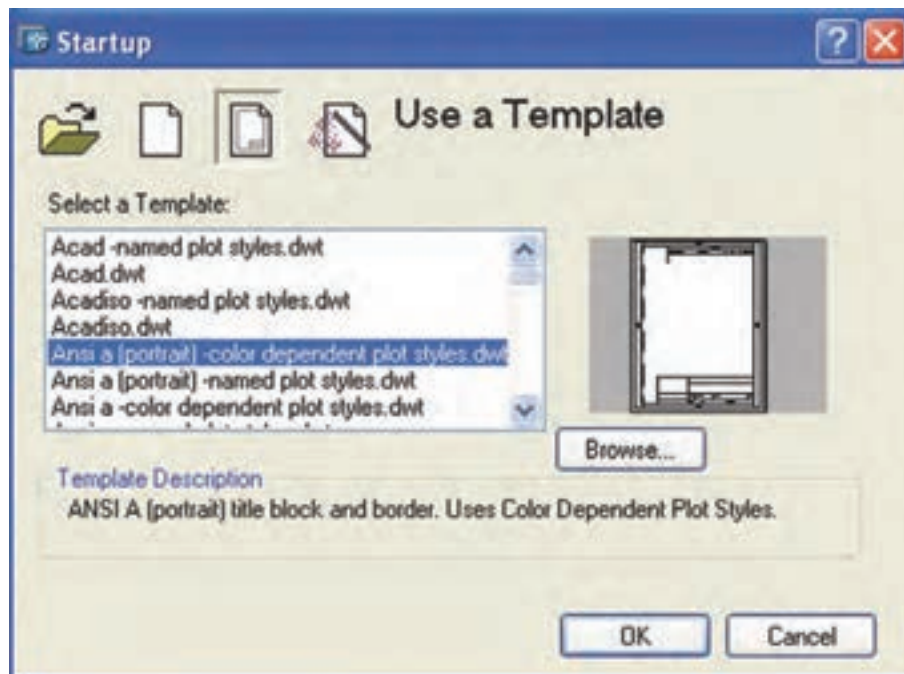 Startup
Use a Template
Select a Template:
Acad -named plot styles.dwt
Acad.dwt
Acadiso -named plot styles.dwt
Acadiso.dwt
Ansi a (portrait) -color dependent plot styles.dwt
Ansi a (portrait) -named plot styles.dwt
Ansi a -color dependent plot styles.dwt
Browse...
Template Description
ANSI A (portrait) title block and border. Uses Color Dependent Plot Styles.
OK
Cancel